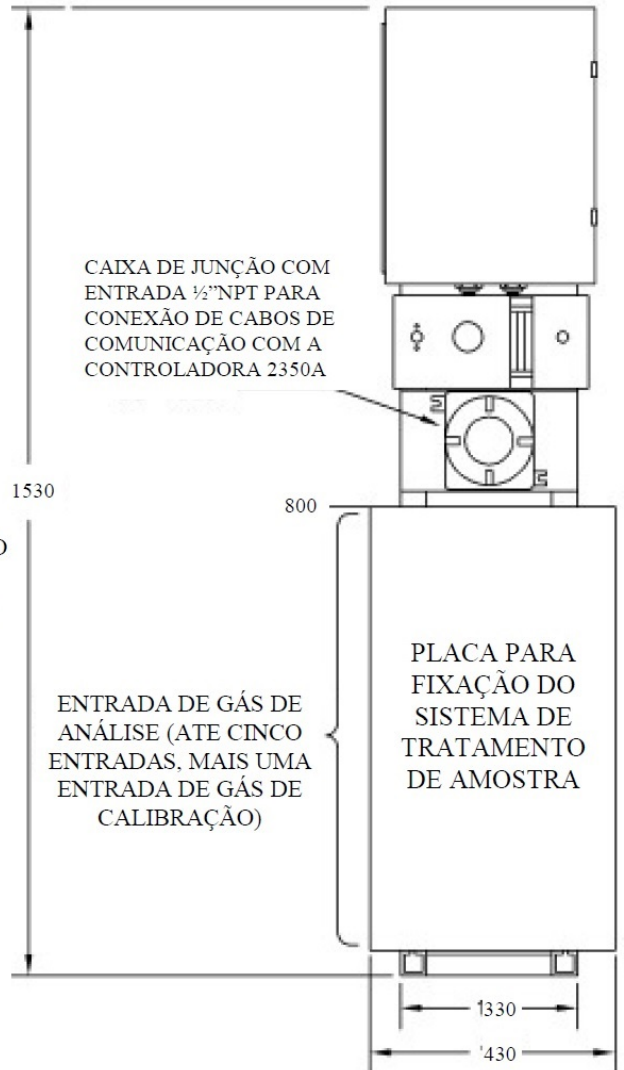 CAIXA DE JUNÇÃO COM
ENTRADA ½”NPT PARA
CONEXÃO DE CABOS DE
COMUNICAÇÃO COM A
CONTROLADORA 2350A
1530
800
O
PLACA PARA
FIXAÇÃO DO
SISTEMA DE
TRATAMENTO
DE AMOSTRA
ENTRADA DE GÁS DE
ANÁLISE (ATE CINCO
ENTRADAS, MAIS UMA
ENTRADA DE GÁS DE
CALIBRAÇÃO)
330
430